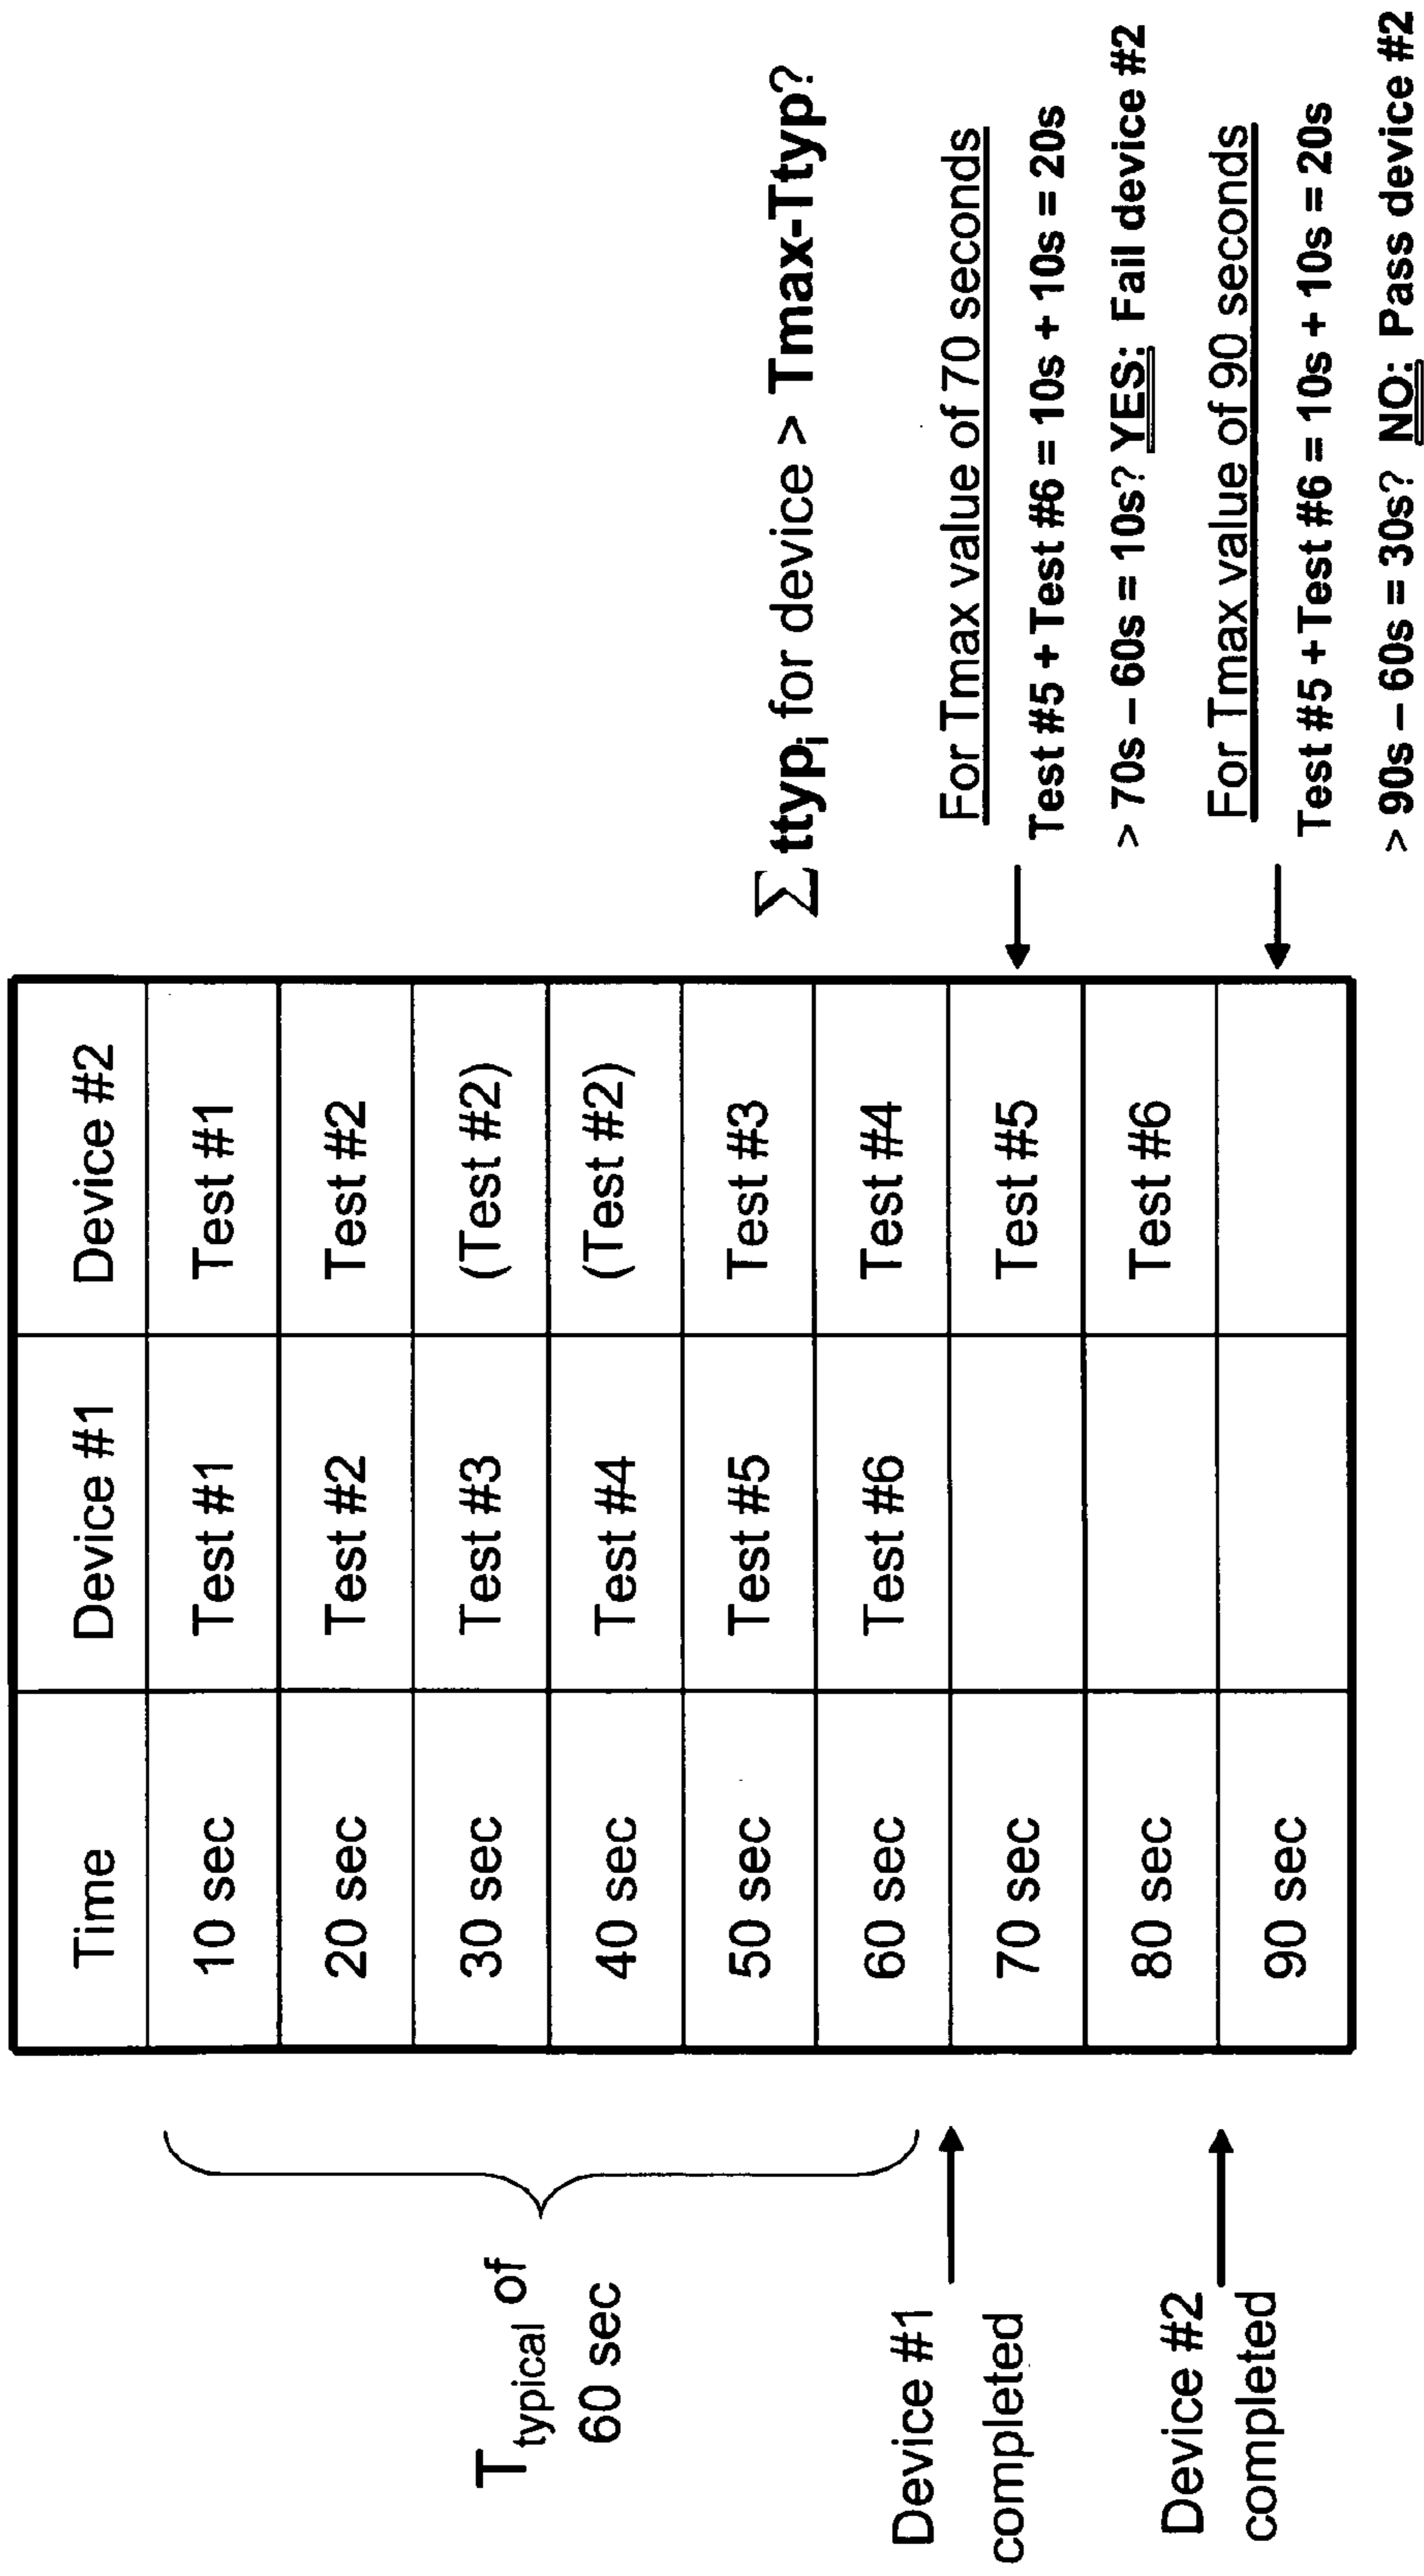 Time Device #1 Device #2
10 sec Test #1 Test #1
20 sec Test #2 Test #2
30 sec Test #3 (Test #2)
40 sec Test #4 (Test #2)
50 sec Test #5 Test #3
60 sec Test #6 Test #4
70 sec Test #5
80 sec Test #6
90 sec
T typical of
60 sec
Device #1
completed
Device #2
completed
∑ ttypi for device > Tmax-Ttyp?
For Tmax value of 70 seconds
Test #5 + Test #6 = 10s + 10s = 20s
> 70s – 60s = 10s? YES: Fail device #2
For Tmax value of 90 seconds
Test #5 + Test #6 = 10s + 10s = 20s
> 90s – 60s = 30s? NO: Pass device #2